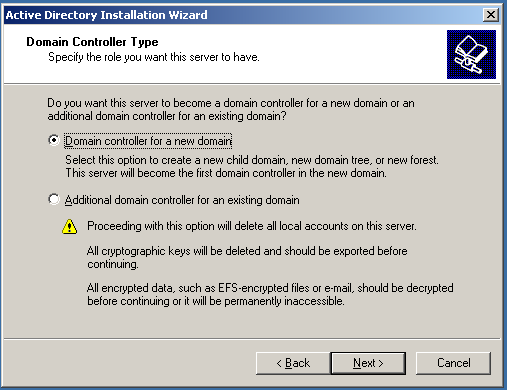 Active Directory Installation Wizard
Domain Controller Type
Specify the role you want this server to have.
Do you want this server to become a domain controller for a new domain or an
additional domain controller for an existing domain?
Domain controller for a new domain
Select this option to create a new child domain, new domain tree, or new forest.
This server will become the first domain controller in the new domain.
Additional domain controller for an existing domain
Proceeding with this option will delete all local accounts on this server.
All cryptographic keys will be deleted and should be exported before
continuing.
All encrypted data, such as EFS-encrypted files or e-mail, should be decrypted
before continuing or it will be permanently inaccessible.
< Back Next > Cancel